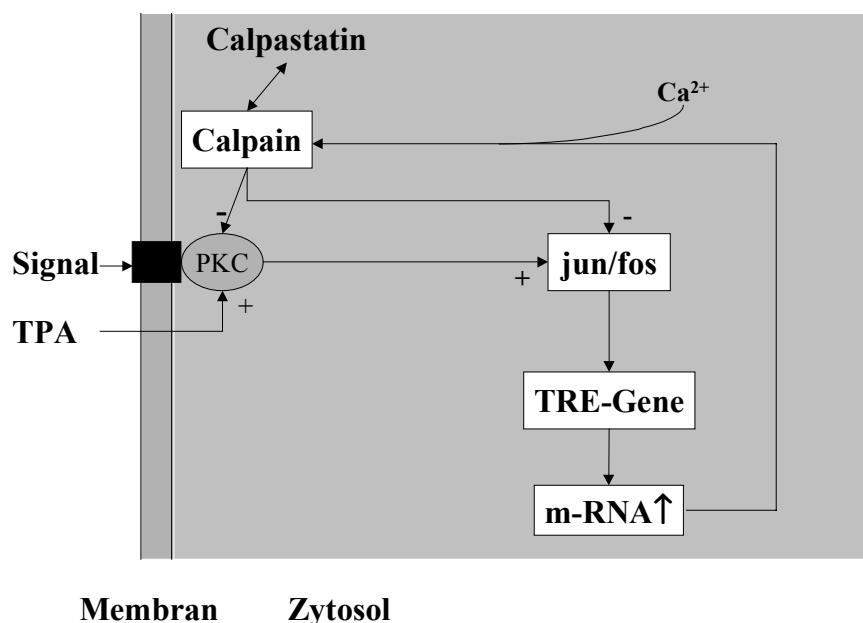 Calpastatin
Ca²⁺
Calpain
-
-
Signal
PKC
+
jun/fos
+
TPA
TRE-Gene
m-RNA↑
Membran Zytosol